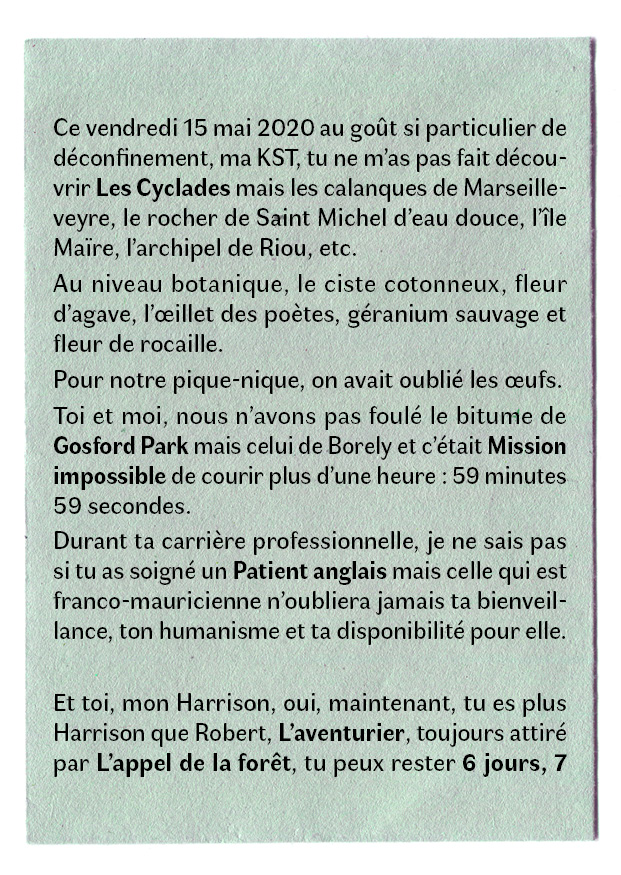 Ce vendredi 15 mai 2020 au goût si particulier de
déconfinement, ma KST, tu ne m'as pas fait décou-
vrir Les Cyclades mais les calanques de Marseille-
veyre, le rocher de Saint Michel d'eau douce, l'île
Maïre, l'archipel de Riou, etc.
Au niveau botanique, le ciste cotonneux, fleur
d'agave, l'œillet des poètes, géranium sauvage et
fleur de rocaille.
Pour notre pique-nique, on avait oublié les œufs.
Toi et moi, nous n'avons pas foulé le bitume de
Gosford Park mais celui de Borely et c'était Mission
impossible de courir plus d'une heure : 59 minutes
59 secondes.
Durant ta carrière professionnelle, je ne sais pas
si tu as soigné un Patient anglais mais celle qui est
franco-mauricienne n'oubliera jamais ta bienveil-
lance, ton humanisme et ta disponibilité pour elle.
Et toi, mon Harrison, oui, maintenant, tu es plus
Harrison que Robert, L'aventurier, toujours attiré
par L'appel de la forêt, tu peux rester 6 jours, 7